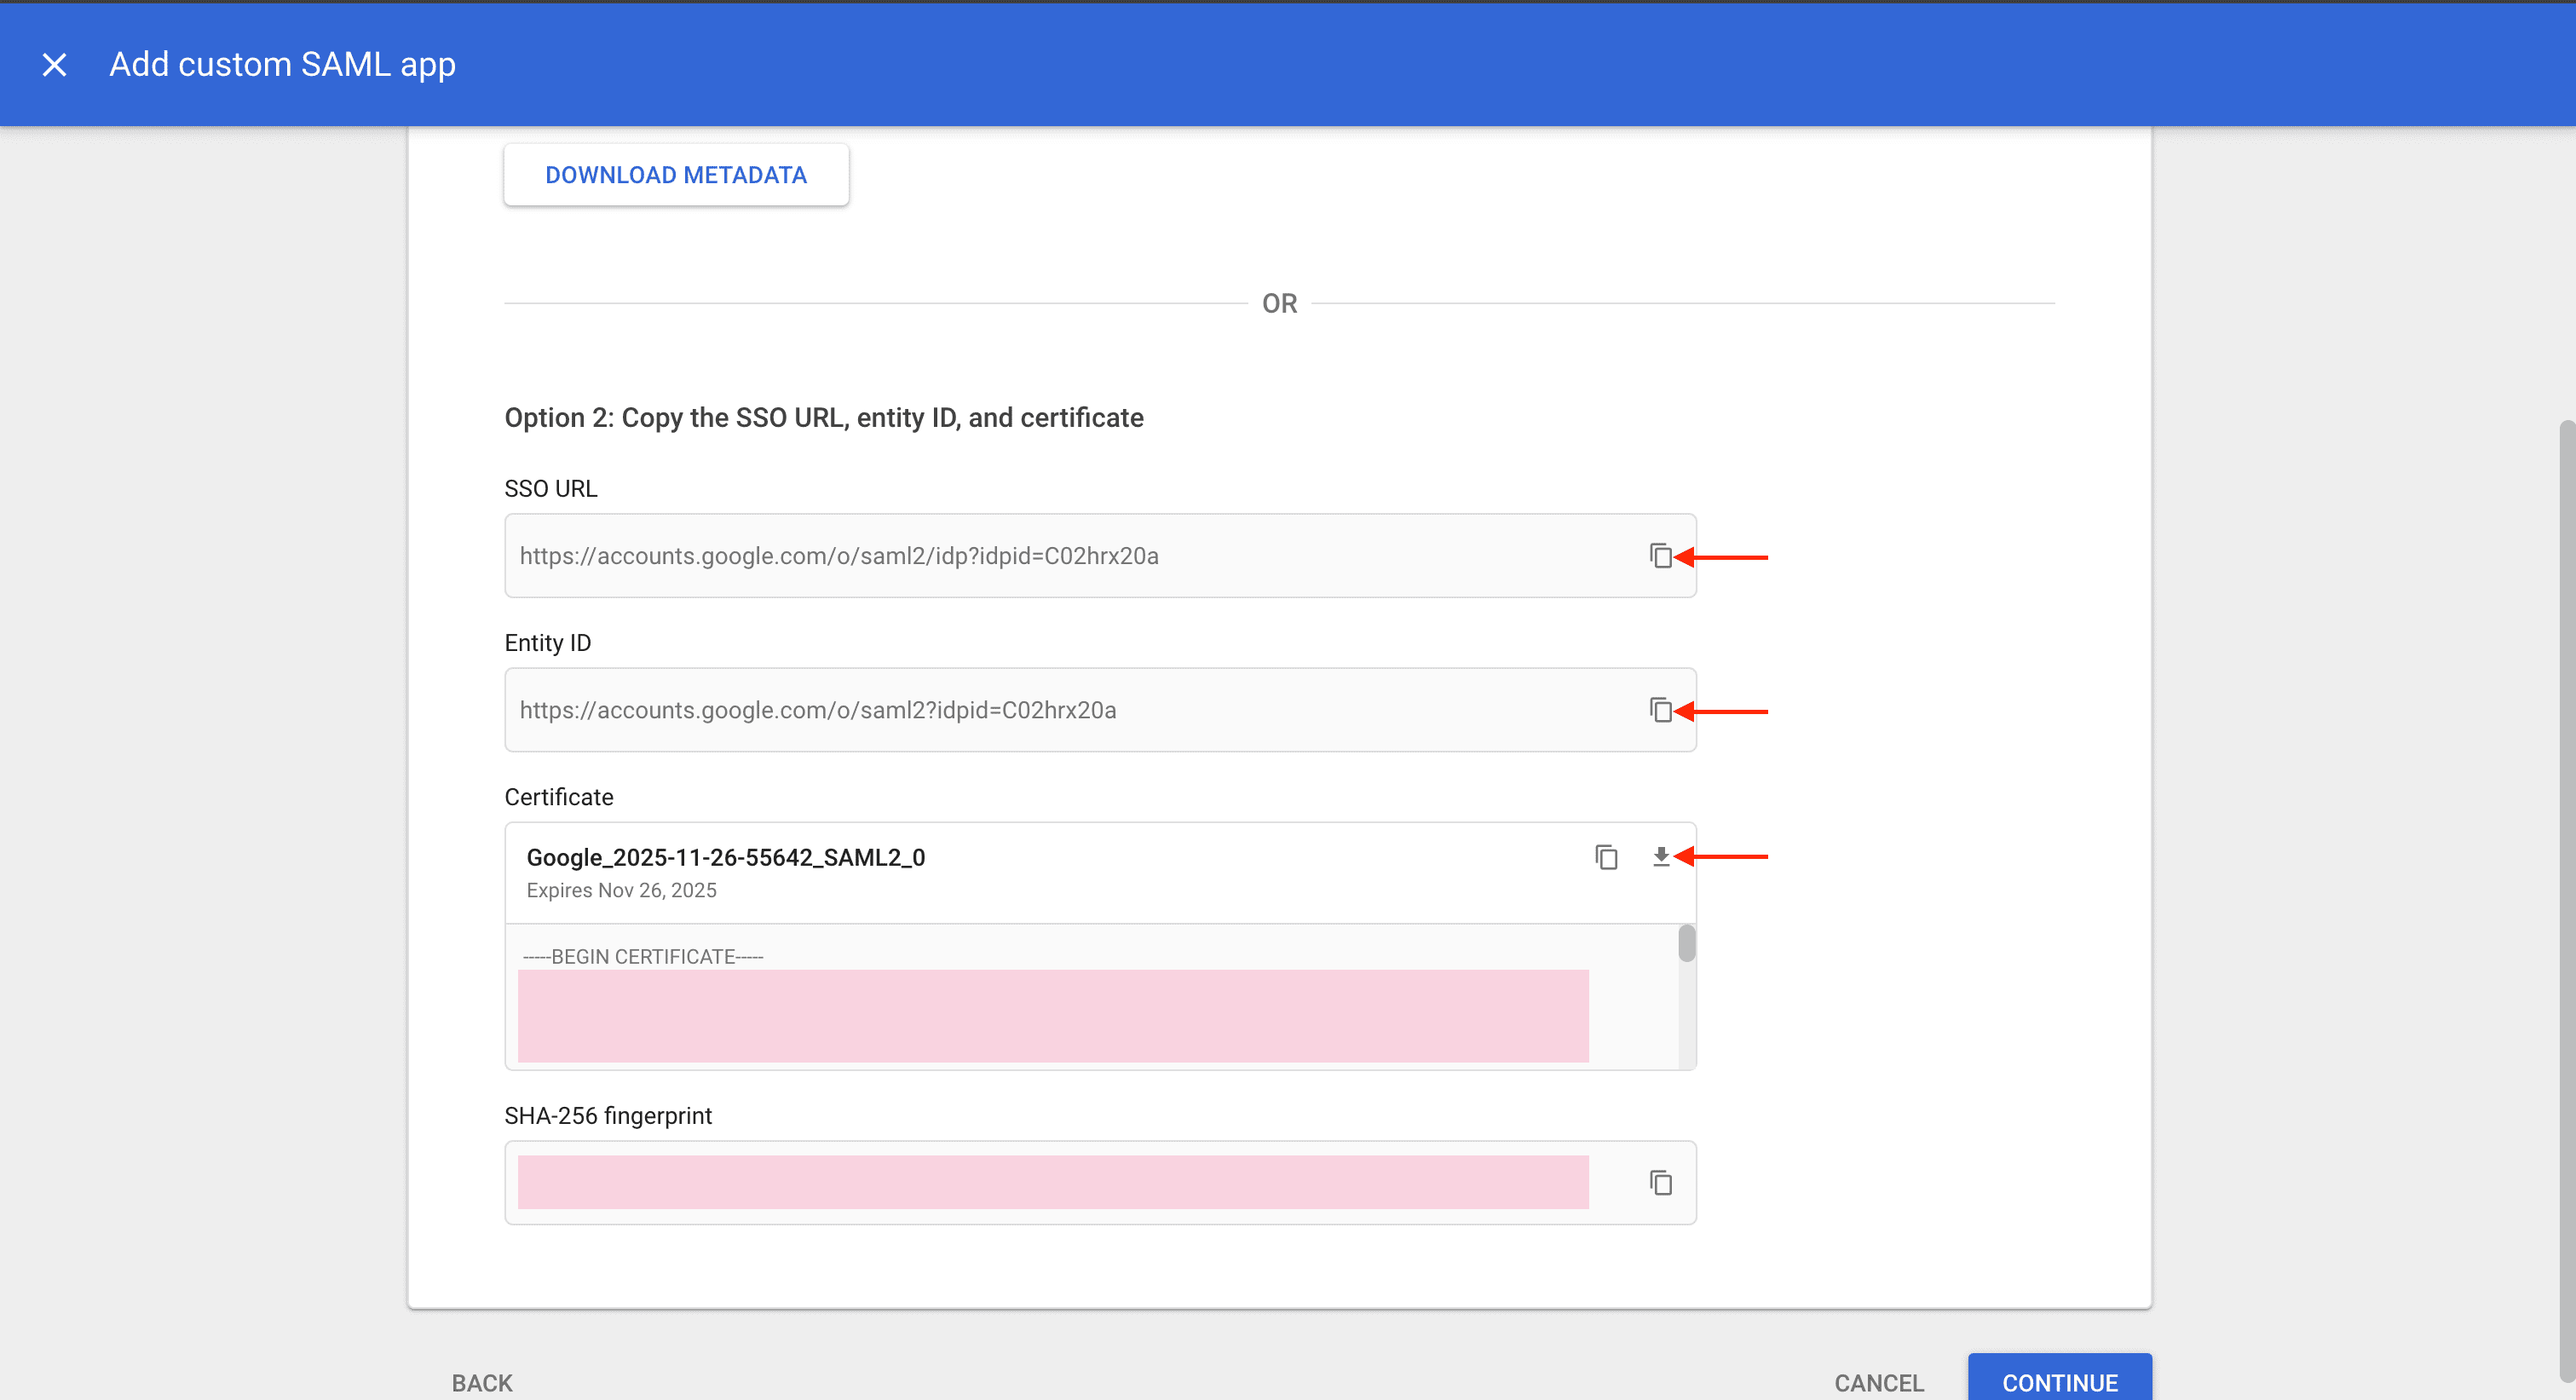 Add custom SAML app
DOWNLOAD METADATA
OR
Option 2: Copy the SSO URL, entity ID, and certificate
SSO URL
https://accounts.google.com/o/saml2/idp?idpid=C02hrx20a
Entity ID
https://accounts.google.com/o/saml2?idpid=C02hrx20a
Certificate
Google_2025-11-26-55642_SAML2_0
Expires Nov 26, 2025
-----BEGIN CERTIFICATE-----
SHA-256 fingerprint
BACK
CANCEL
CONTINUE